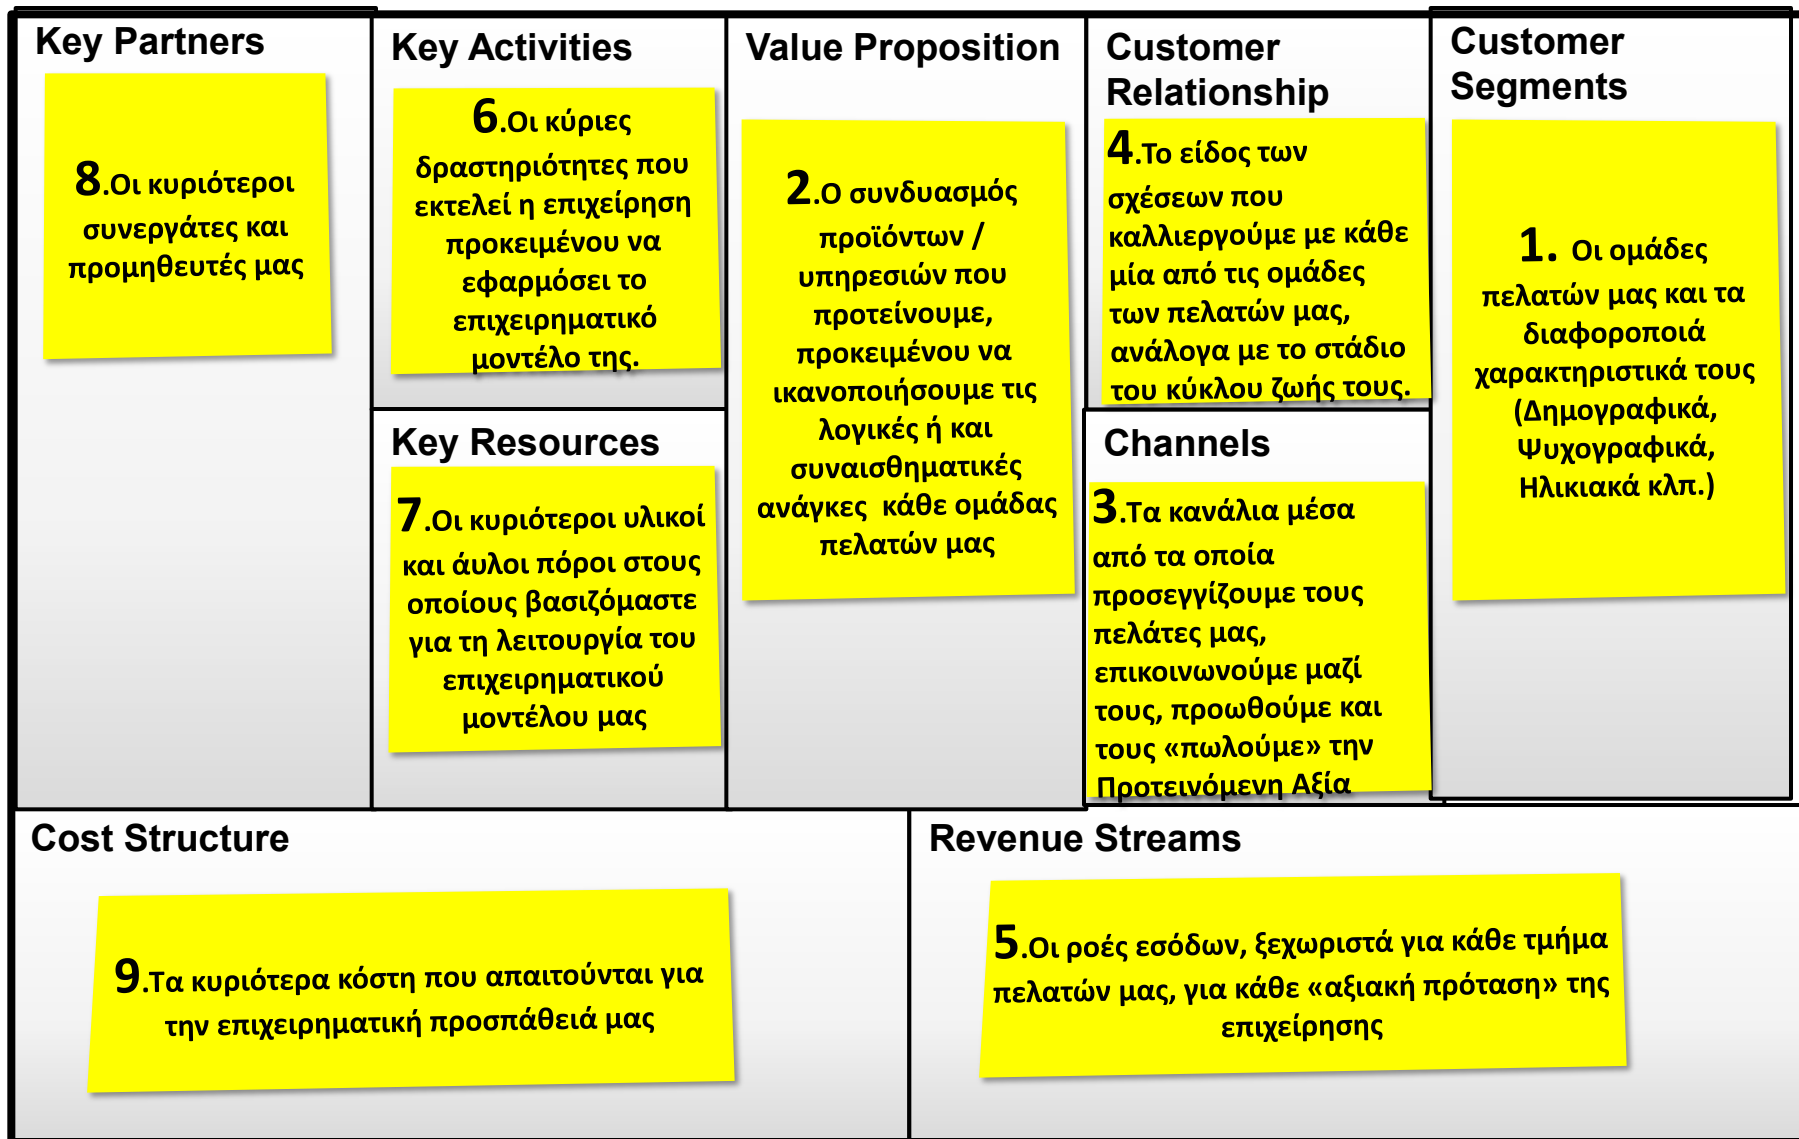 Key Partners
8.Οι κυριότεροι
συνεργάτες και
προμηθευτές μας
Key Activities
6.Οι κύριες
δραστηριότητες που
εκτελεί η επιχείρηση
προκειμένου να
εφαρμόσει το
επιχειρηματικό
μοντέλο της.
Key Resources
7.Οι κυριότεροι υλικοί
και άυλοι πόροι στους
οποίους βασιζόμαστε
για τη λειτουργία του
επιχειρηματικού
μοντέλου μας
Value Proposition
2.Ο συνδυασμός
προϊόντων /
υπηρεσιών που
προτείνουμε,
προκειμένου να
ικανοποιήσουμε τις
λογικές ή και
συναισθηματικές
ανάγκες κάθε ομάδας
πελατών μας
Customer
Relationship
4.Το είδος των
σχέσεων που
καλλιεργούμε με κάθε
μία από τις ομάδες
των πελατών μας,
ανάλογα με το στάδιο
του κύκλου ζωής τους.
Channels
3.Τα κανάλια μέσα
από τα οποία
προσεγγίζουμε τους
πελάτες μας,
επικοινωνούμε μαζί
τους, προωθούμε και
τους «πωλούμε» την
Προτεινόμενη Αξία
Customer
Segments
1. Οι ομάδες
πελατών μας και τα
διαφοροποιά
χαρακτηριστικά τους
(Δημογραφικά,
Ψυχογραφικά,
Ηλικιακά κλπ.)
Cost Structure
9.Τα κυριότερα κόστη που απαιτούνται για
την επιχειρηματική προσπάθειά μας
Revenue Streams
5.Οι ροές εσόδων, ξεχωριστά για κάθε τμήμα
πελατών μας, για κάθε «αξιακή πρόταση» της
επιχείρησης